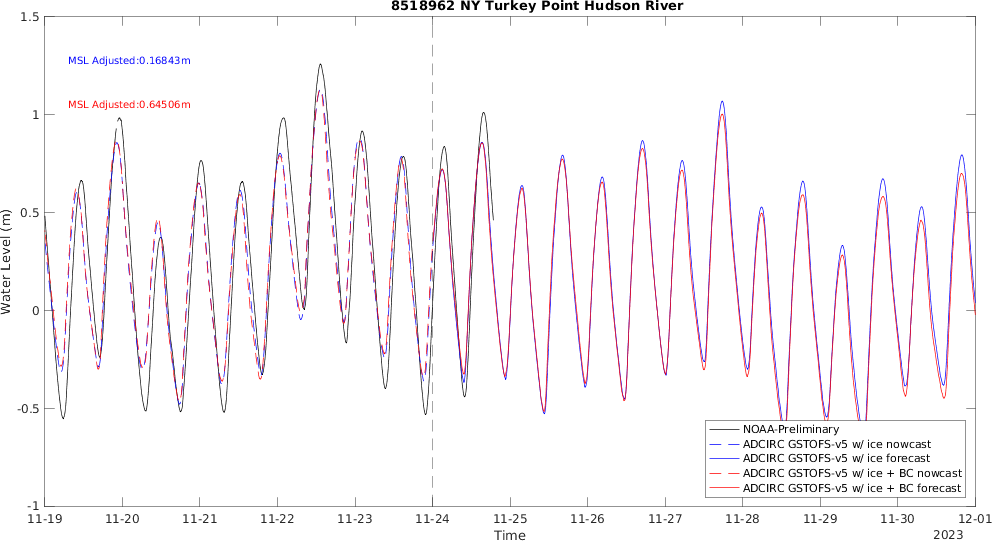 8518962 NY Turkey Point Hudson River
MSL Adjusted:0.16843m
MSL Adjusted:0.64506m
Water Level (m)
1.5
1
0.5
0
-0.5
-1
NOAA-Preliminary
ADCIRC GSTOFS-v5 w/ ice nowcast
ADCIRC GSTOFS-v5 w/ ice forecast
ADCIRC GSTOFS-v5 w/ ice + BC nowcast
ADCIRC GSTOFS-v5 w/ ice + BC forecast
11-19 11-20 11-21 11-22 11-23 11-24 11-25 11-26 11-27 11-28 11-29 11-30 12-01
Time
2023